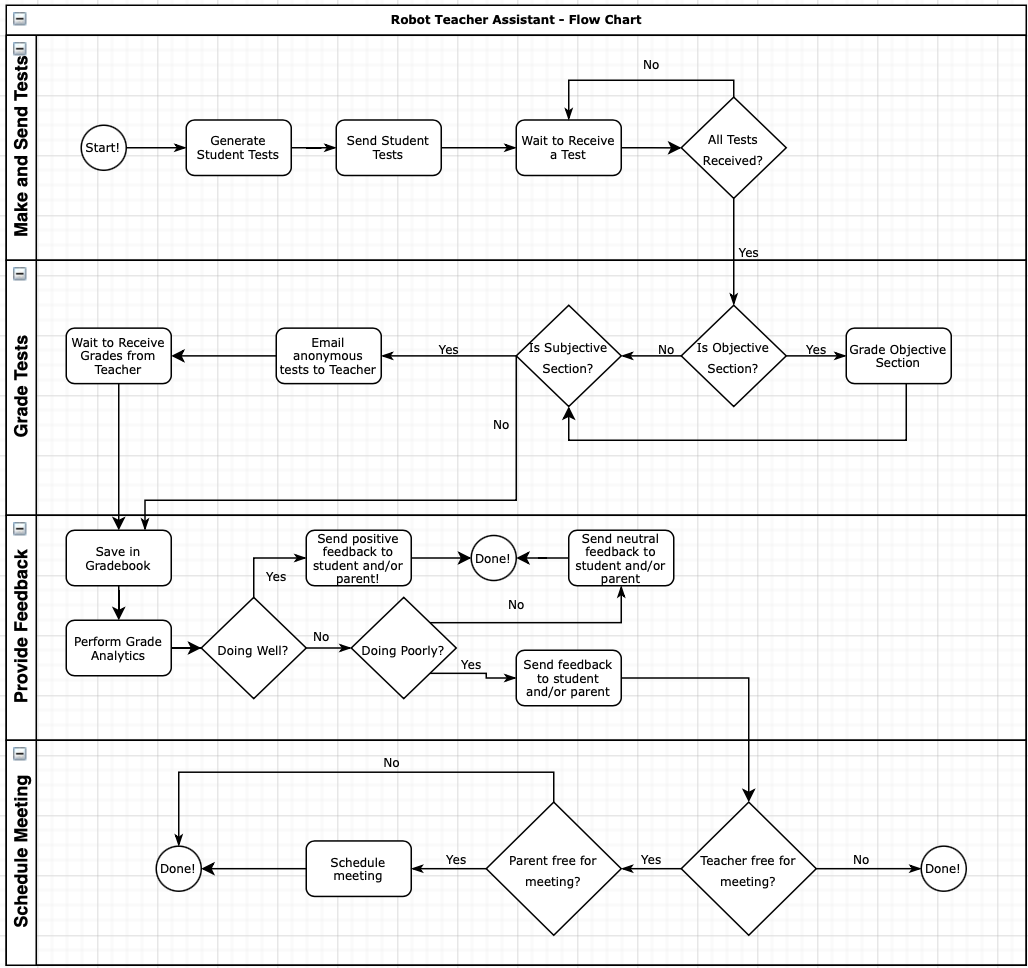 Robot Teacher Assistant - Flow Chart
Make and Send Tests
No
Start!
Generate
Student Tests
Send Student
Tests
Wait to Receive
a Test
All Tests
Received?
Yes
Grade Tests
Wait to Receive
Grades from
Teacher
Email
anonymous
tests to Teacher
Yes
Is Subjective
Section?
No
Is Objective
Section?
Yes
Grade Objective
Section
No
Provide Feedback
Save in
Gradebook
Send positive
feedback to
student and/or
parent!
Done!
Send neutral
feedback to
student and/or
parent
Yes
No
Perform Grade
Analytics
Doing Well?
No
Doing Poorly?
Yes
Send feedback
to student
and/or parent
Schedule Meeting
No
Done!
Schedule
meeting
Yes
Parent free for
meeting?
Yes
Teacher free for
meeting?
No
Done!